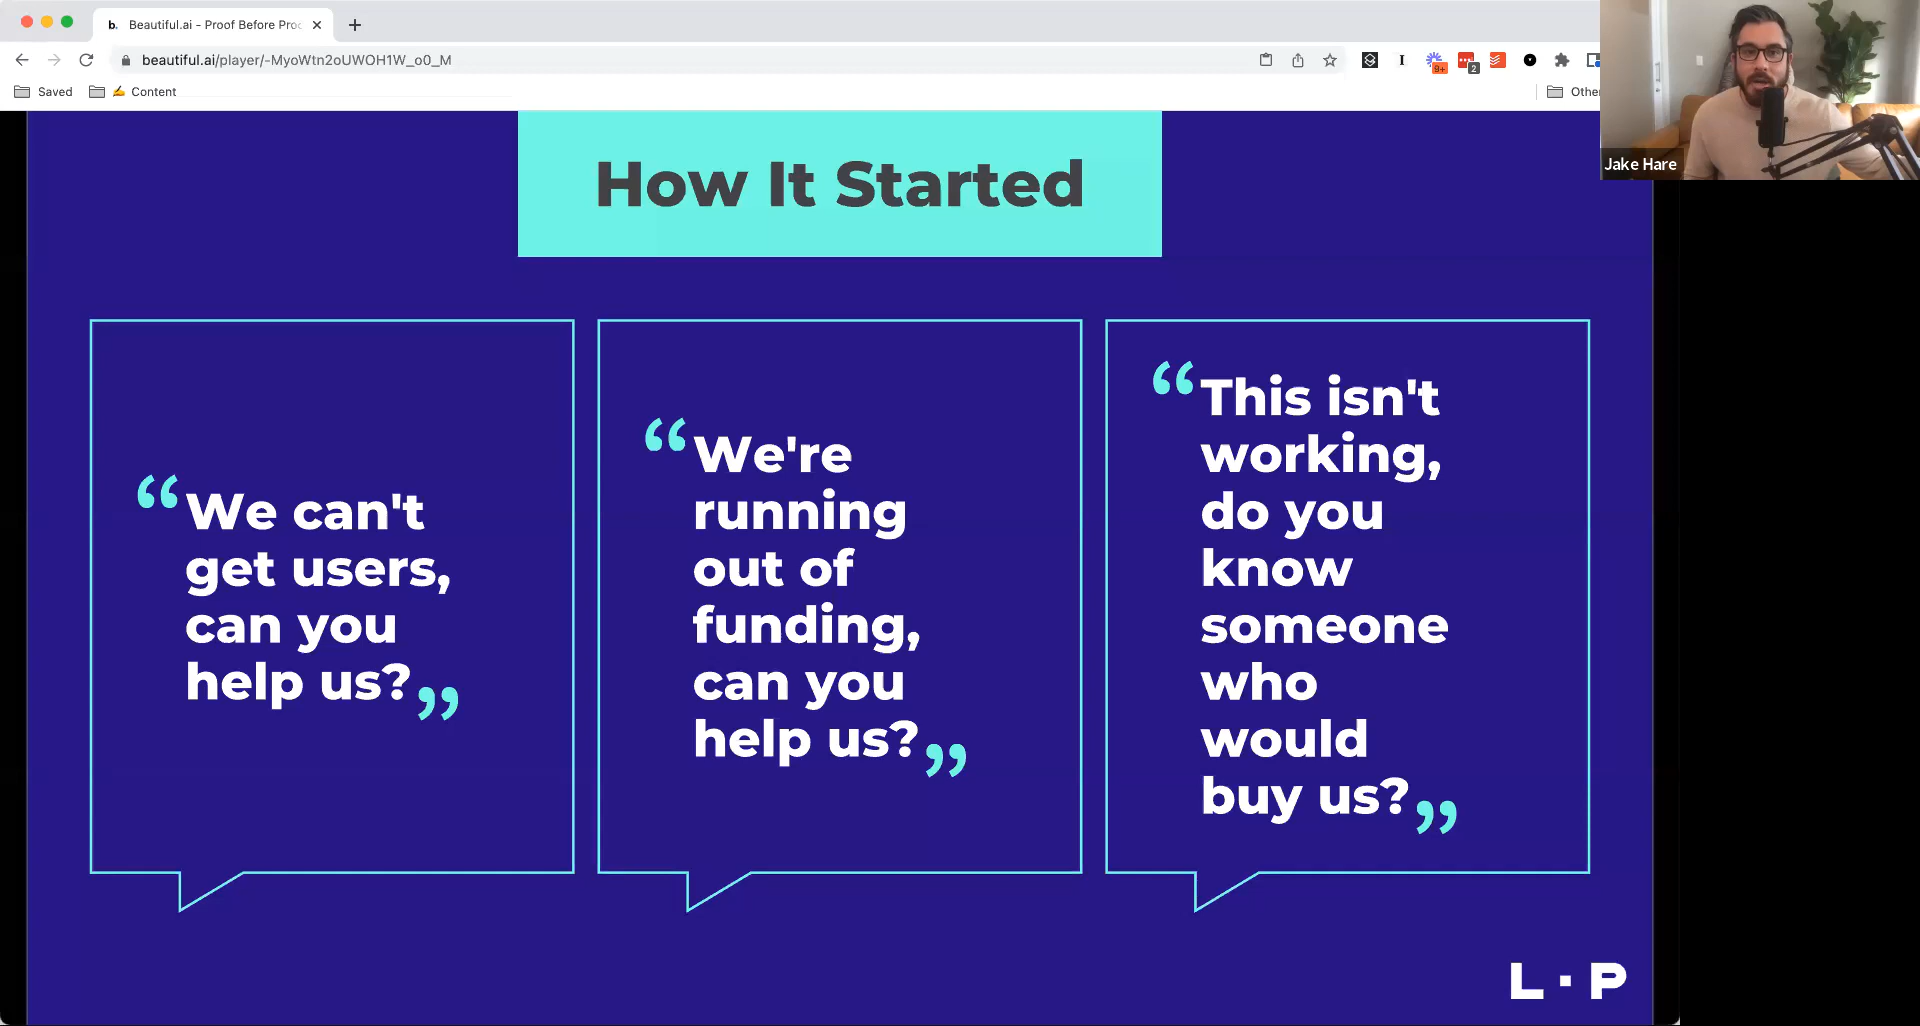 b. Beautiful.ai - Proof Before Pro
beautiful.ai/player/-MyoWtn2oUWOH1W_o0_M
9+
2
Saved
✍️ Content
Other
Jake Hare
How It Started
“We can't
get users,
can you
help us?”
“We're
running
out of
funding,
can you
help us?”
“This isn't
working,
do you
know
someone
who
would
buy us?”
L·P